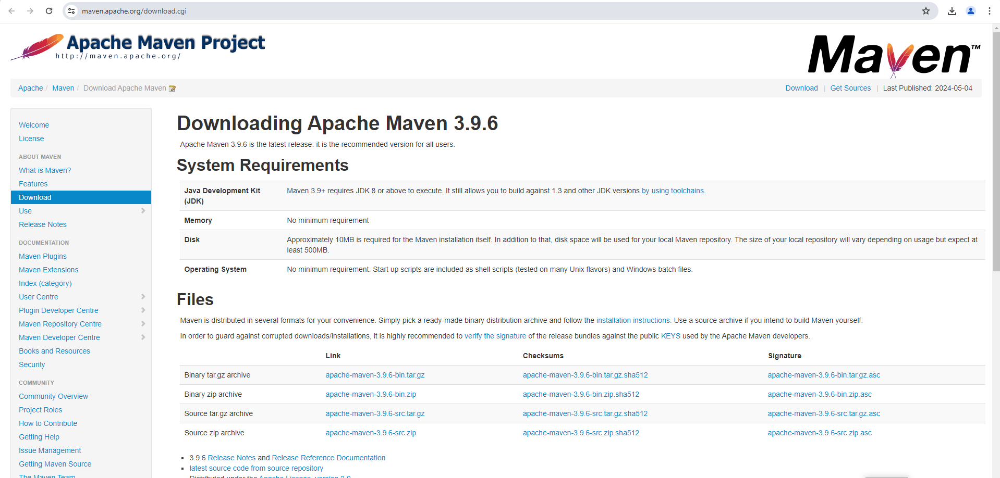 maven.apache.org/download.cgi
Apache Maven Project
http://maven.apache.org/
Maven™
Apache / Maven / Download Apache Maven
Download | Get Sources | Last Published: 2024-05-04
Welcome
License
ABOUT MAVEN
What is Maven?
Features
Download
Use
Release Notes
DOCUMENTATION
Maven Plugins
Maven Extensions
Index (category)
User Centre
Plugin Developer Centre
Maven Repository Centre
Maven Developer Centre
Books and Resources
Security
COMMUNITY
Community Overview
Project Roles
How to Contribute
Getting Help
Issue Management
Getting Maven Source
The Maven Team
Downloading Apache Maven 3.9.6
Apache Maven 3.9.6 is the latest release: it is the recommended version for all users.
System Requirements
Java Development Kit (JDK) Maven 3.9+ requires JDK 8 or above to execute. It still allows you to build against 1.3 and other JDK versions by using toolchains.
Memory No minimum requirement
Disk Approximately 10MB is required for the Maven installation itself. In addition to that, disk space will be used for your local Maven repository. The size of your local repository will vary depending on usage but expect at
least 500MB.
Operating System No minimum requirement. Start up scripts are included as shell scripts (tested on many Unix flavors) and Windows batch files.
Files
Maven is distributed in several formats for your convenience. Simply pick a ready-made binary distribution archive and follow the installation instructions. Use a source archive if you intend to build Maven yourself.
In order to guard against corrupted downloads/installations, it is highly recommended to verify the signature of the release bundles against the public KEYS used by the Apache Maven developers.
Link Checksums Signature
Binary tar.gz archive apache-maven-3.9.6-bin.tar.gz apache-maven-3.9.6-bin.tar.gz.sha512 apache-maven-3.9.6-bin.tar.gz.asc
Binary zip archive apache-maven-3.9.6-bin.zip apache-maven-3.9.6-bin.zip.sha512 apache-maven-3.9.6-bin.zip.asc
Source tar.gz archive apache-maven-3.9.6-src.tar.gz apache-maven-3.9.6-src.tar.gz.sha512 apache-maven-3.9.6-src.tar.gz.asc
Source zip archive apache-maven-3.9.6-src.zip apache-maven-3.9.6-src.zip.sha512 apache-maven-3.9.6-src.zip.asc
3.9.6 Release Notes and Release Reference Documentation
latest source code from source repository
Distributed under the Apache License, version 2.0